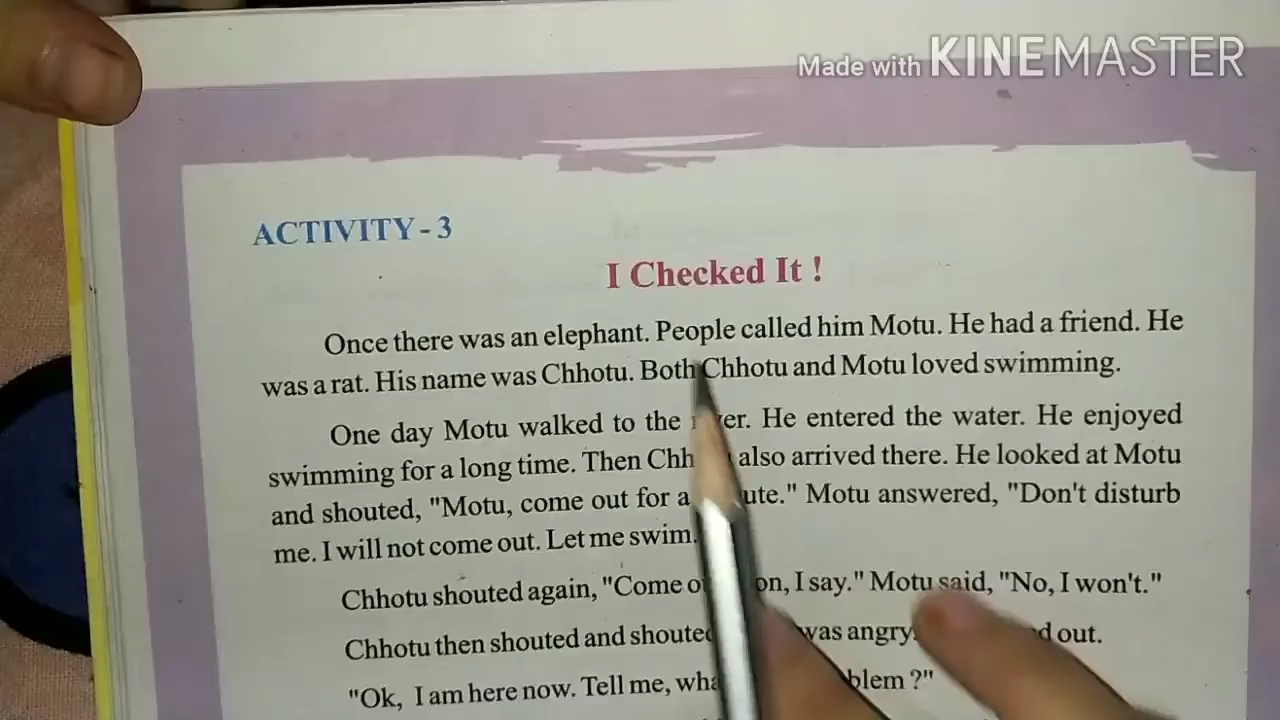 Made with KINEMASTER
ACTIVITY - 3
I Checked It !
Once there was an elephant. People called him Motu. He had a friend. He
was a rat. His name was Chhotu. Both Chhotu and Motu loved swimming.
One day Motu walked to the river. He entered the water. He enjoyed
swimming for a long time. Then also arrived there. He looked at Motu
and shouted, "Motu, come out for a Motu answered, "Don't disturb
me. I will not come out. Let me swim.
Chhotu shouted again, "Come I say." Motu said, "No, I won't."
Chhotu then shouted and was angry. out.
"Ok, I am here now. Tell me,